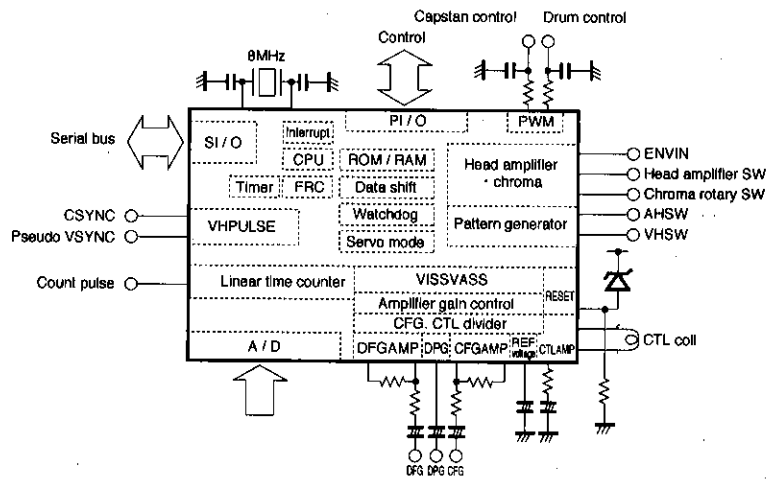 Capstan control
Drum control
Control
8MHz
Serial bus
SI / O
Interrupt
PI / O
PWM
CPU
ROM / RAM
Timer
FRC
Data shift
Watchdog
Servo mode
Head amplifier
· chroma
Pattern generator
ENVIN
Head amplifier SW
Chroma rotary SW
AHSW
VHSW
CSYNC
Pseudo VSYNC
VHPULSE
Count pulse
Linear time counter
VISSVASS
RESET
Amplifier gain control
CFG. CTL divider
A / D
DFGAMP
DPG
CFGAMP
REF
voltage
CTLAMP
CTL coil
DFG
DPG
CFG